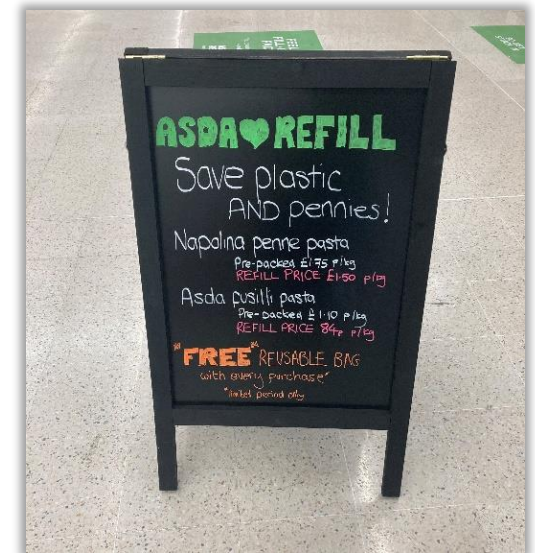 ASDA♥REFILL
Save plastic
AND pennies!
Napolina penne pasta
Pre-packed £1.75 p/kg
REFILL PRICE £1.50 p/kg
Asda fusilli pasta
Pre-packed £1.10 p/kg
REFILL PRICE 84p p/kg
"FREE" REUSABLE BAG
with every purchase*
*limited period only